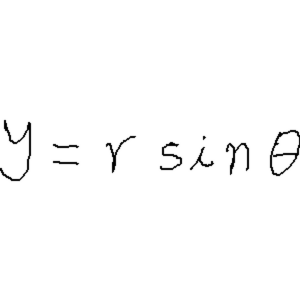 y = r sin θ